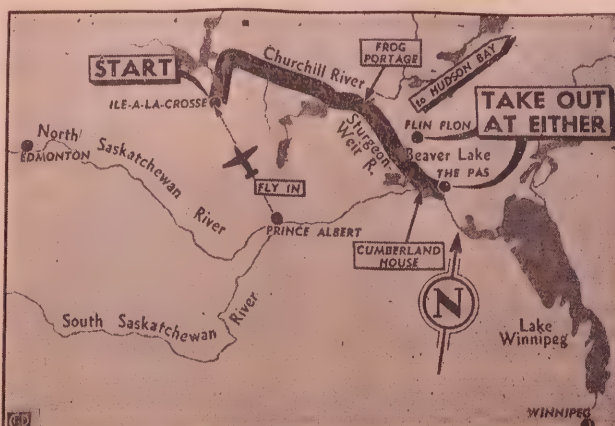 START
ILE-A-LA-CROSSE
Churchill River
FROG
PORTAGE
to HUDSON BAY
TAKE OUT
AT EITHER
FLIN FLON
Beaver Lake
THE PAS
Sturgeon
Weir R.
North
Saskatchewan
River
EDMONTON
FLY IN
PRINCE ALBERT
CUMBERLAND
HOUSE
N
South Saskatchewan
River
Lake
Winnipeg
WINNIPEG